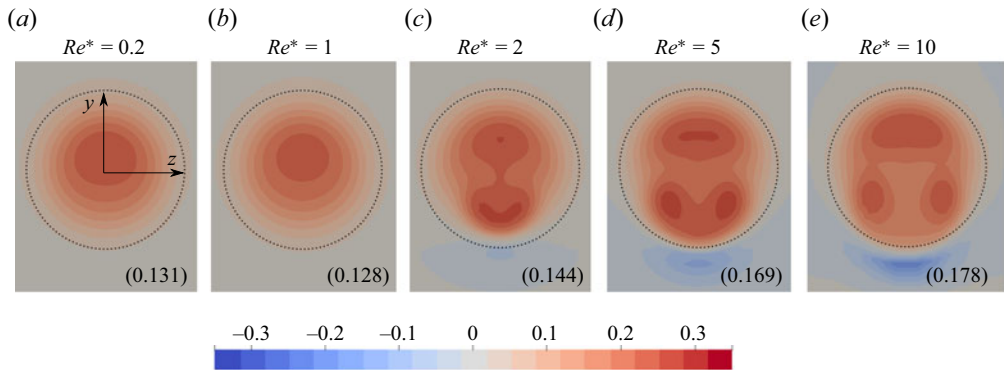 (a) (b) (c) (d) (e)
Re* = 0.2 Re* = 1 Re* = 2 Re* = 5 Re* = 10
y
z
(0.131) (0.128) (0.144) (0.169) (0.178)
–0.3 –0.2 –0.1 0 0.1 0.2 0.3